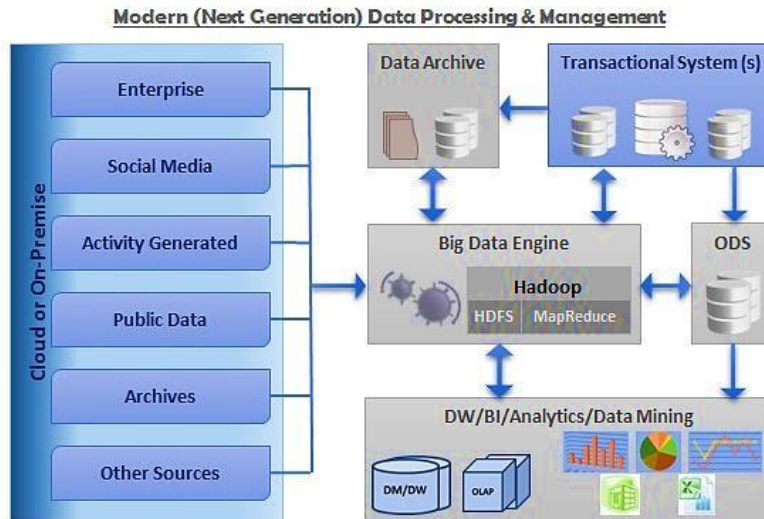 Modern (Next Generation) Data Processing & Management
Cloud or On-Premise
Enterprise
Social Media
Activity Generated
Public Data
Archives
Other Sources
Data Archive
Transactional System (s)
Big Data Engine
Hadoop
HDFS
MapReduce
ODS
DW/BI/Analytics/Data Mining
DM/DW
OLAP